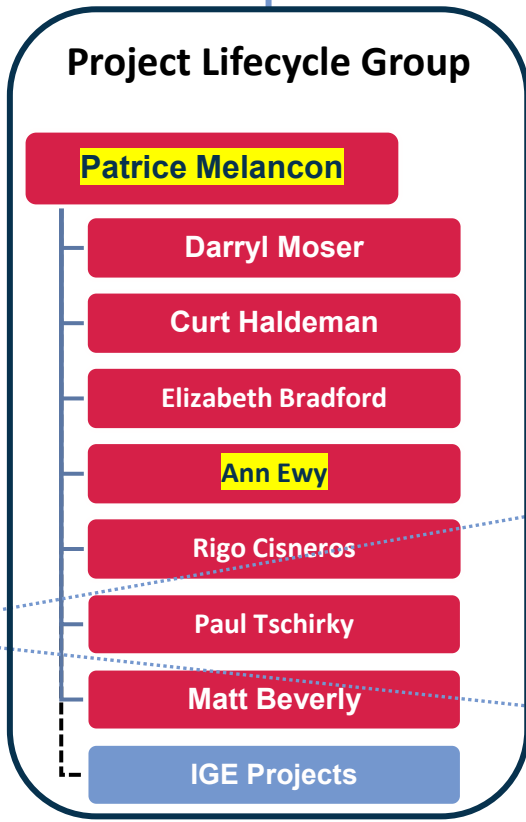 Project Lifecycle Group
Patrice Melancon
Darryl Moser
Curt Haldeman
Elizabeth Bradford
Ann Ewy
Rigo Cisneros
Paul Tschirky
Matt Beverly
IGE Projects